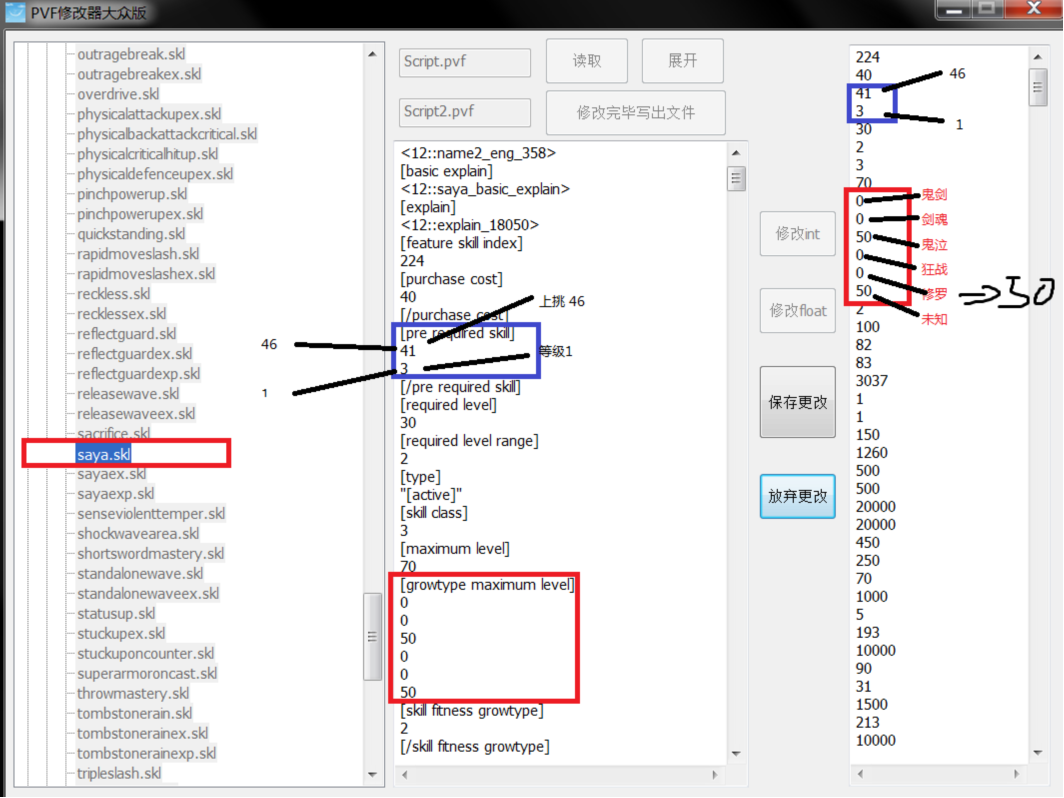 PVF修改器大众版
outragebreak.skl
outragebreakex.skl
overdrive.skl
physicalattackupex.skl
physicalbackattackcritical.skl
physicalcriticalhitup.skl
physicaldefenceupex.skl
pinchpowerup.skl
pinchpowerupex.skl
quickstanding.skl
rapidmoveslash.skl
rapidmoveslashex.skl
reckless.skl
recklessex.skl
reflectguard.skl
reflectguardex.skl
reflectguardexp.skl
releasewave.skl
releasewaveex.skl
sacrifice.skl
saya.skl
sayaex.skl
sayaexp.skl
senseviolenttemper.skl
shockwavearea.skl
shortswordmastery.skl
standalonewave.skl
standalonewaveex.skl
statusup.skl
stuckupex.skl
stuckuponcounter.skl
superarmoroncast.skl
throwmastery.skl
tombstonerain.skl
tombstonerainex.skl
tombstonerainexp.skl
tripleslash.skl
46
1
Script.pvf
读取
展开
Script2.pvf
修改完毕写出文件
<12::name2_eng_358>
[basic explain]
<12::saya_basic_explain>
[explain]
<12::explain_18050>
[feature skill index]
224
[purchase cost]
40
[/purchase cost]
[pre required skill]
41
3
[/pre required skill]
[required level]
30
[required level range]
2
[type]
"[active]"
[skill class]
3
[maximum level]
70
[growtype maximum level]
0
0
50
0
0
50
[skill fitness growtype]
2
[/skill fitness growtype]
上挑 46
等级1
修改int
修改float
保存更改
放弃更改
224
40
41
3
30
2
3
70
0
0
50
0
0
50
2
100
82
83
3037
1
1
150
1260
500
500
20000
20000
450
250
70
1000
5
193
10000
90
31
1500
213
10000
46
1
鬼剑
剑魂
鬼泣
狂战
修罗
未知
=>50